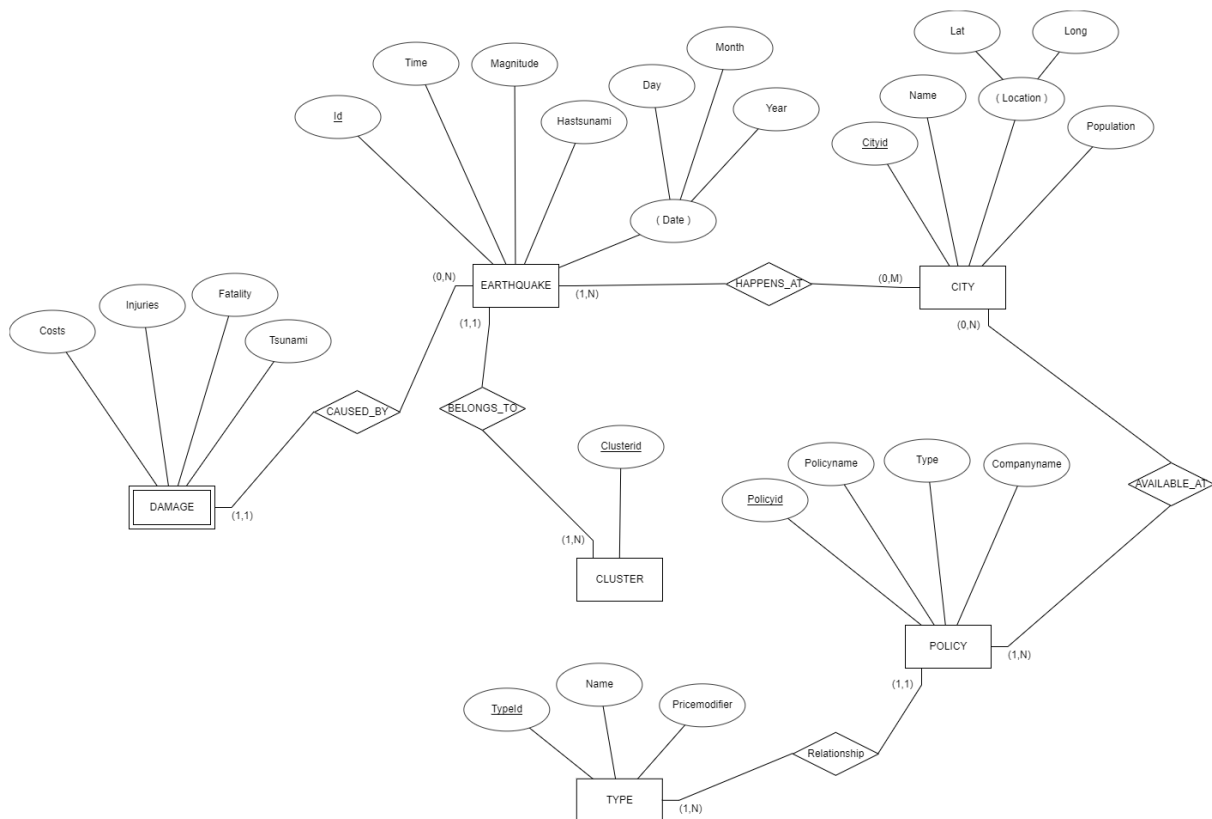 Lat
Long
Month
Time
Magnitude
Day
Name
( Location )
Id
Hastsunami
Year
Population
Cityid
( Date )
(0,N)
EARTHQUAKE
(1,N)
HAPPENS_AT
(0,M)
CITY
Injuries
Fatality
(1,1)
(0,N)
Costs
Tsunami
CAUSED_BY
BELONGS_TO
Clusterid
Policyname
Type
Companyname
Policyid
AVAILABLE_AT
DAMAGE
(1,1)
(1,N)
CLUSTER
POLICY
(1,N)
(1,1)
Name
TypeId
Pricemodifier
Relationship
TYPE
(1,N)